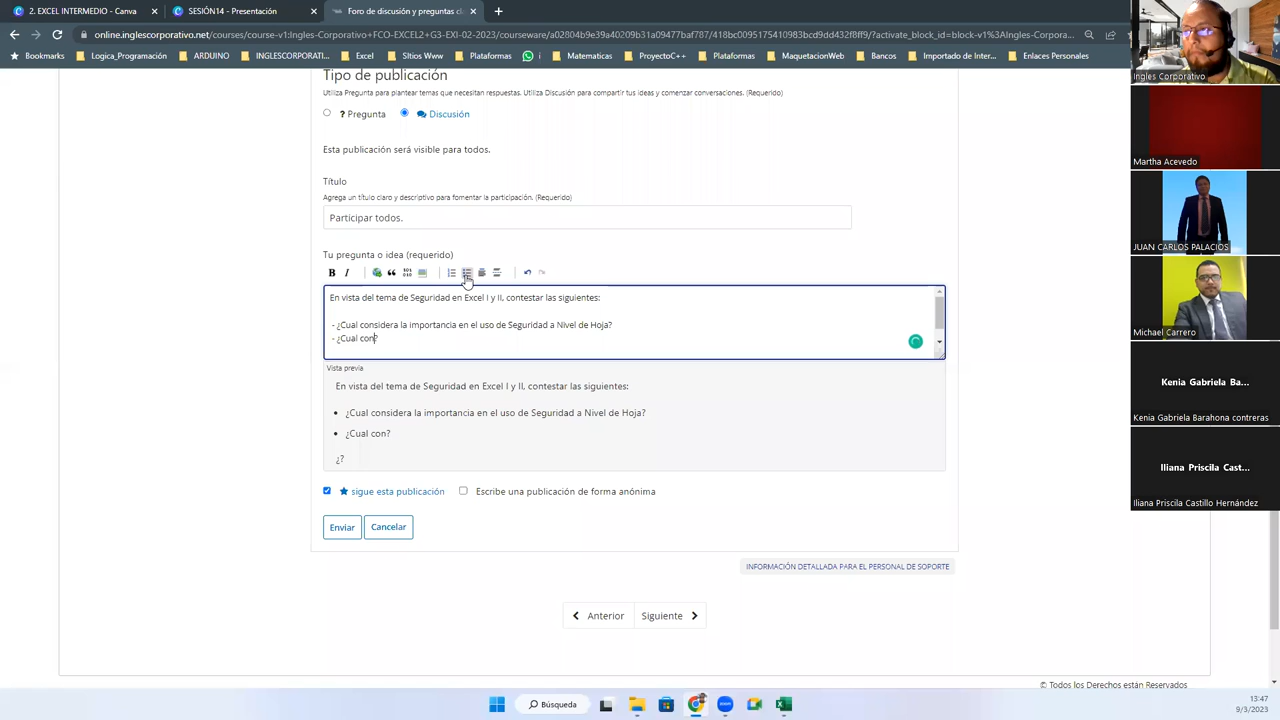 2. EXCEL INTERMEDIO - Canva
SESIÓN14 - Presentación
Foro de discusión y preguntas cl
online.inglescorporativo.net/courses/course-v1:Ingles-Corporativo+FCO-EXCEL2+G3-EXI-02-2023/courseware/a02804b9e39a40209b31a09477baf787/418bc0095175410983bcd9dd432f8ff9/?activate_block_id=block-v1%3AIngles-Corpora...
Bookmarks
Logica_Programación
ARDUINO
INGLESCORPORATI...
Excel
Sitios Www
Plataformas
(1)
Matematicas
ProyectoC++
Plataformas
MaquetacionWeb
Bancos
Importado de Inter...
Enlaces Personales
Tipo de publicación
Utiliza Pregunta para plantear temas que necesitan respuestas. Utiliza Discusión para compartir tus ideas y comenzar conversaciones. (Requerido)
? Pregunta
Discusión
Esta publicación será visible para todos.
Título
Agrega un título claro y descriptivo para fomentar la participación. (Requerido)
Participar todos.
Tu pregunta o idea (requerido)
B I
En vista del tema de Seguridad en Excel I y II, contestar las siguientes:
- ¿Cual considera la importancia en el uso de Seguridad a Nivel de Hoja?
- ¿Cual con?
Vista previa
En vista del tema de Seguridad en Excel I y II, contestar las siguientes:
• ¿Cual considera la importancia en el uso de Seguridad a Nivel de Hoja?
• ¿Cual con?
¿?
sigue esta publicación
Escribe una publicación de forma anónima
Enviar
Cancelar
INFORMACIÓN DETALLADA PARA EL PERSONAL DE SOPORTE
Anterior
Siguiente
© Todos los Derechos están Reservados
Ingles Corporativo
Martha Acevedo
JUAN CARLOS PALACIOS
Michael Carrero
Kenia Gabriela Ba...
Kenia Gabriela Barahona contreras
Iliana Priscila Cast...
Iliana Priscila Castillo Hernández
Búsqueda
13:47
9/3/2023